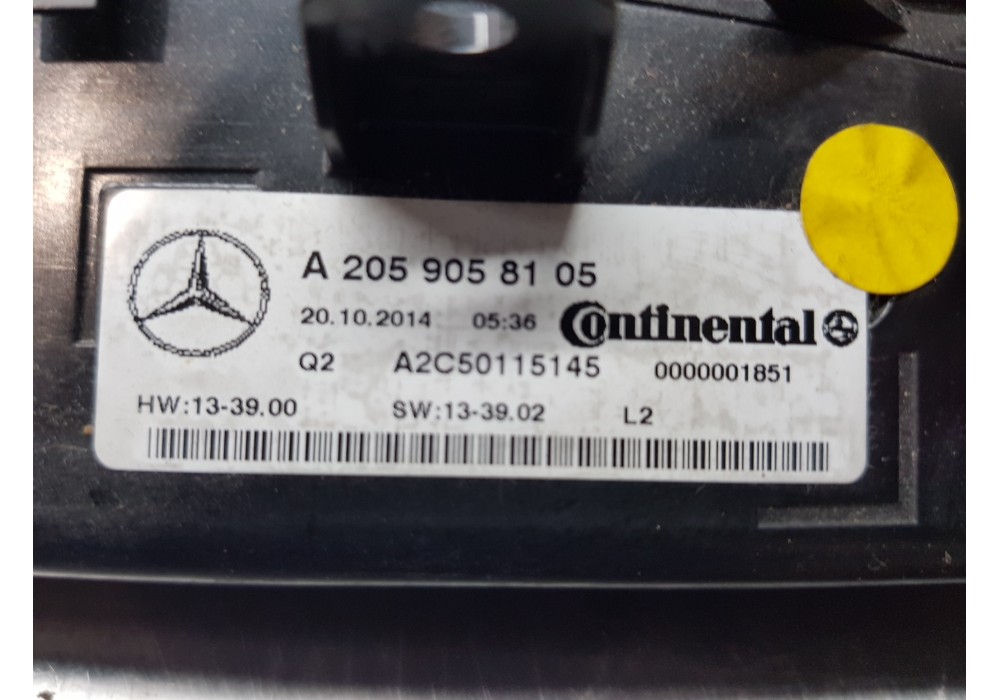 A 205 905 81 05
20.10.2014 05:36 Continental
Q2 A2C50115145 0000001851
HW:13-39.00 SW:13-39.02 L2